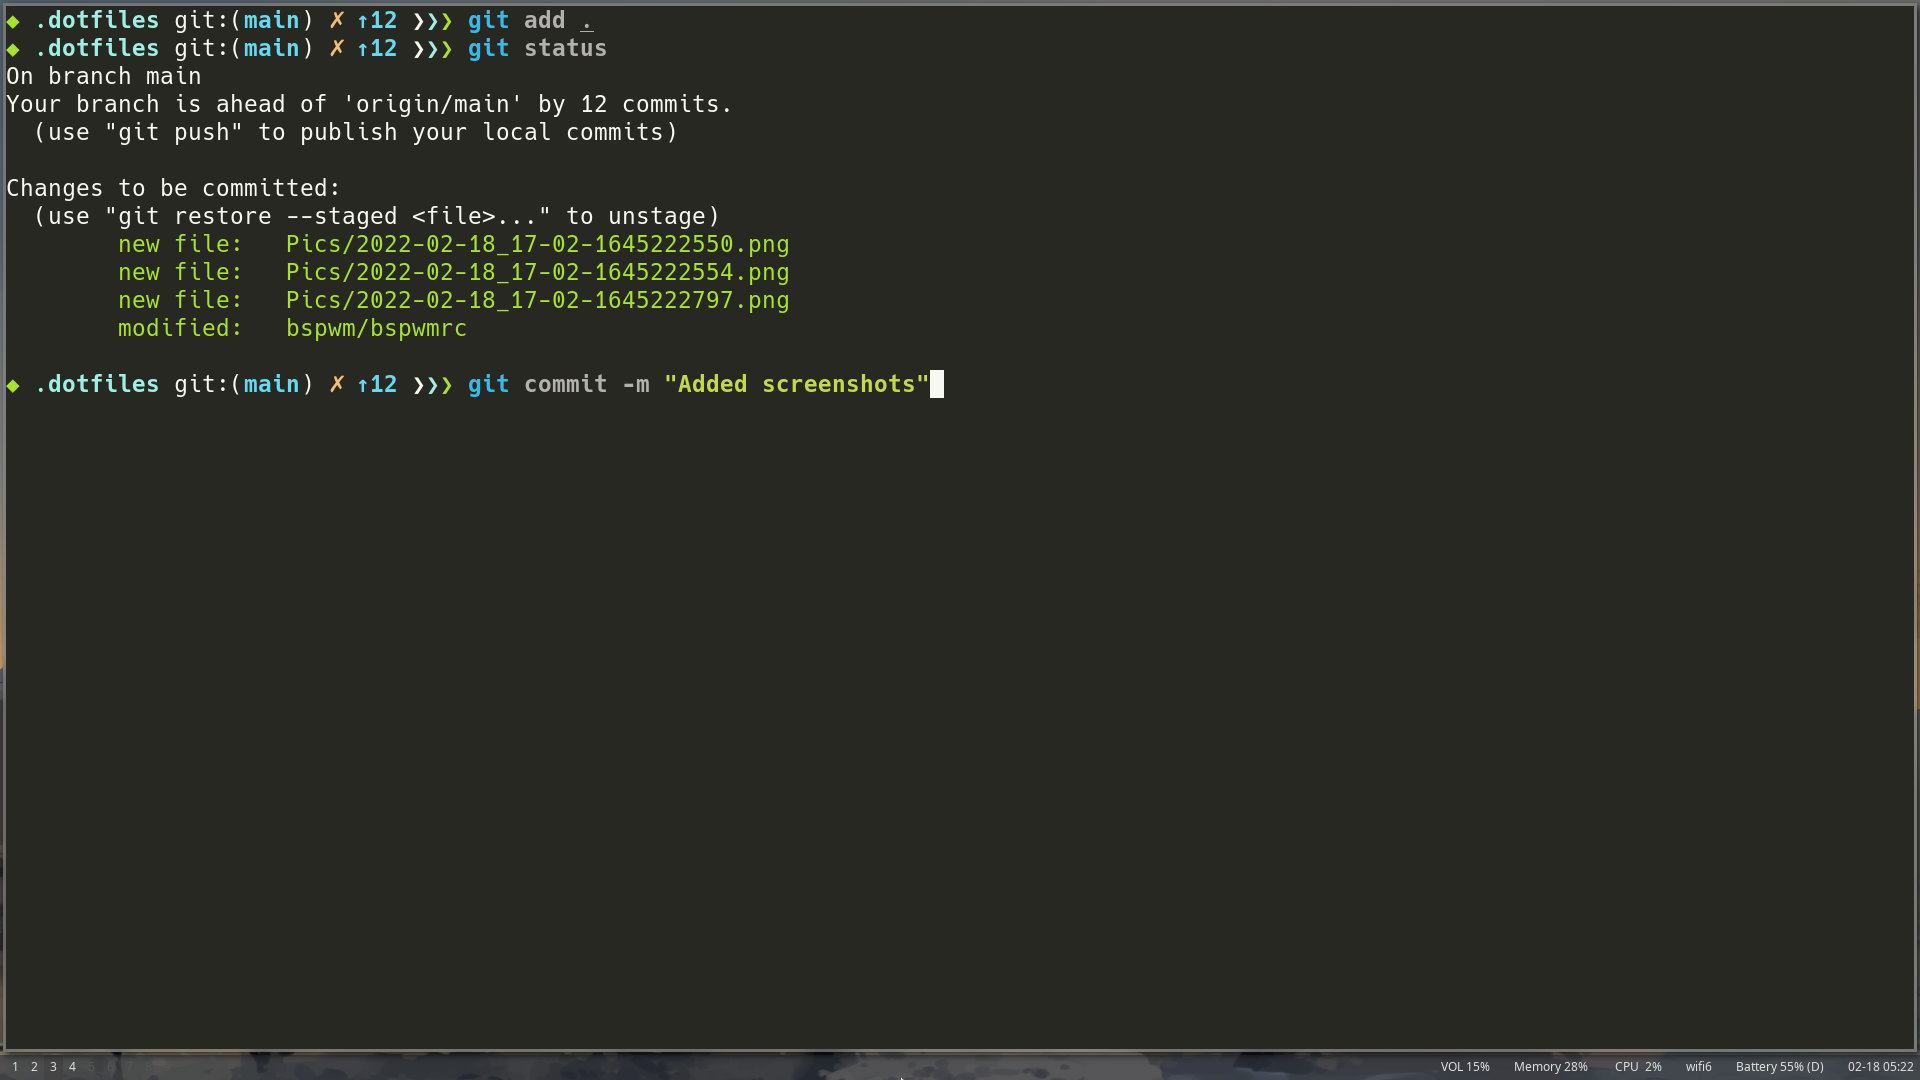 ◆ .dotfiles git:(main) ✗ ↑12 ❯❯❯ git add .
◆ .dotfiles git:(main) ✗ ↑12 ❯❯❯ git status
On branch main
Your branch is ahead of 'origin/main' by 12 commits.
  (use "git push" to publish your local commits)

Changes to be committed:
  (use "git restore --staged <file>..." to unstage)
        new file:   Pics/2022-02-18_17-02-1645222550.png
        new file:   Pics/2022-02-18_17-02-1645222554.png
        new file:   Pics/2022-02-18_17-02-1645222797.png
        modified:   bspwm/bspwmrc

◆ .dotfiles git:(main) ✗ ↑12 ❯❯❯ git commit -m "Added screenshots"
1 2 3 4 5 VOL 15% Memory 28% CPU 2% wifi6 Battery 55% (D) 02-18 05:22